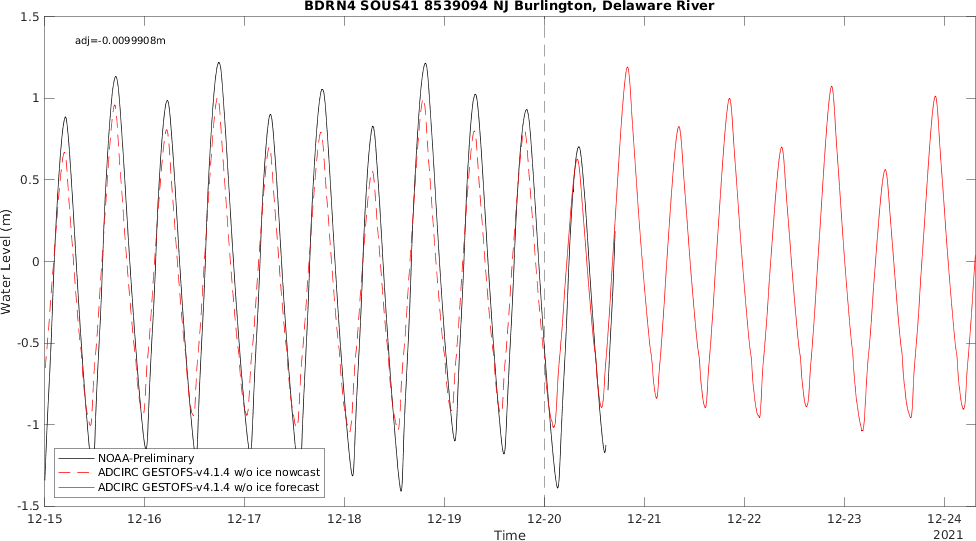 BDRN4 SOUS41 8539094 NJ Burlington, Delaware River
1.5
adj=-0.0099908m
1
0.5
0
-0.5
-1
-1.5
Water Level (m)
NOAA-Preliminary
ADCIRC GESTOFS-v4.1.4 w/o ice nowcast
ADCIRC GESTOFS-v4.1.4 w/o ice forecast
12-15 12-16 12-17 12-18 12-19 12-20 12-21 12-22 12-23 12-24
Time
2021